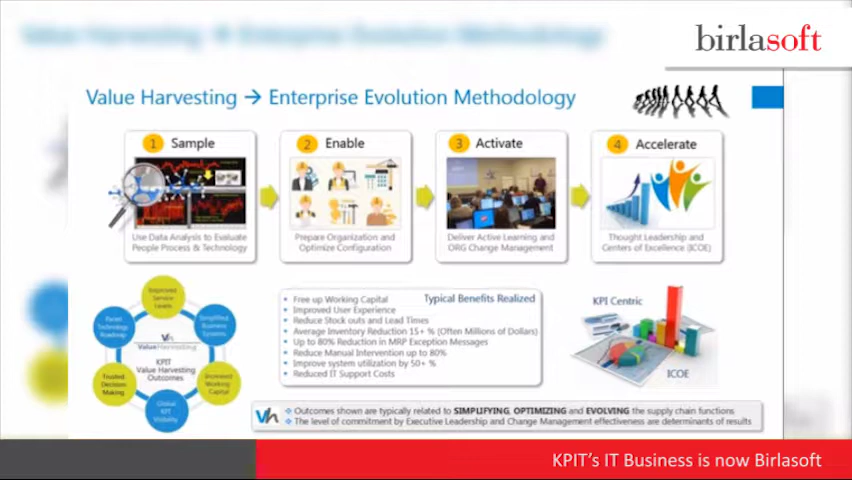 birlasoft
Value Harvesting → Enterprise Evolution Methodology
1 Sample
Use Data Analysis to Evaluate
People Process & Technology
2 Enable
Prepare Organization and
Optimize Configuration
3 Activate
Deliver Active Learning and
ORG Change Management
4 Accelerate
Thought Leadership and
Centers of Excellence (ICOE)
Improved
Service
Levels
Simplified
Business
Systems
Increased
Working
Capital
Global
KPI
Visibility
Trusted
Decision
Making
Technology
Roadmap
Vh
ValueHarvesting
KPIT
Value Harvesting
Outcomes
Typical Benefits Realized
Free up Working Capital
Improved User Experience
Reduce Stock outs and Lead Times
Average Inventory Reduction 15+ % (Often Millions of Dollars)
Up to 80% Reduction in MRP Exception Messages
Reduce Manual Intervention up to 80%
Improve system utilization by 50+ %
Reduced IT Support Costs
KPI Centric
ICOE
Vh
Outcomes shown are typically related to SIMPLIFYING, OPTIMIZING and EVOLVING the supply chain functions
The level of commitment by Executive Leadership and Change Management effectiveness are determinants of results
KPIT's IT Business is now Birlasoft